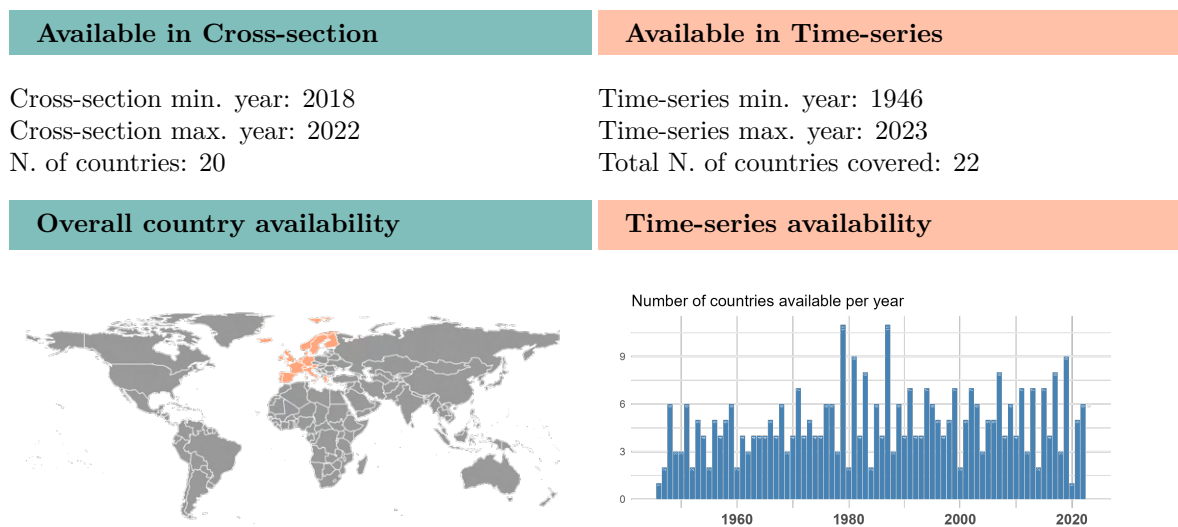 Available in Cross-section
Available in Time-series
Cross-section min. year: 2018
Cross-section max. year: 2022
N. of countries: 20
Time-series min. year: 1946
Time-series max. year: 2023
Total N. of countries covered: 22
Overall country availability
Time-series availability
Number of countries available per year
9
6
3
0
1960
1980
2000
2020